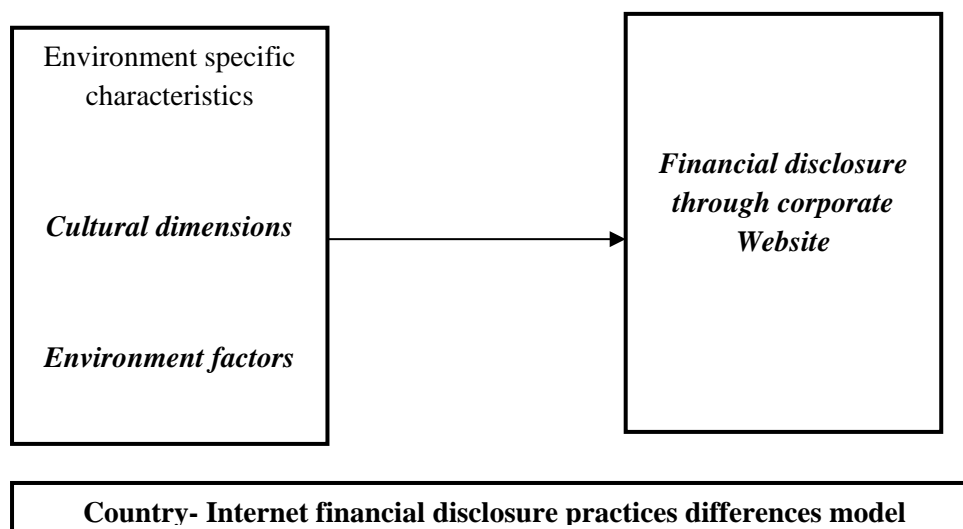 Environment specific
characteristics
Cultural dimensions
Environment factors
Financial disclosure
through corporate
Website
Country- Internet financial disclosure practices differences model